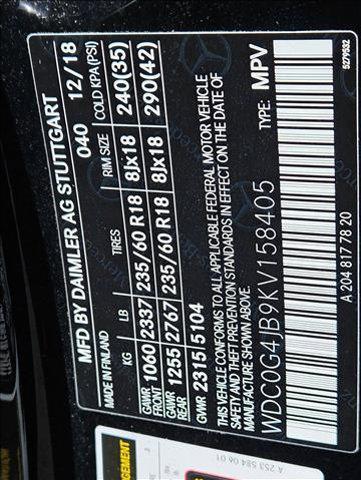 MFD BY DAIMLER AG STUTTGART
MADE IN FINLAND 040 12/18
KG LB TIRES RIM SIZE COLD KPA(PSI)
GAWR FRONT 1060 2337 235/60 R18 8Jx18 240(35)
GAWR REAR 1255 2767 235/60 R18 8Jx18 290(42)
GVWR 2315 5104
THIS VEHICLE CONFORMS TO ALL APPLICABLE FEDERAL MOTOR VEHICLE
SAFETY AND THEFT PREVENTION STANDARDS IN EFFECT ON THE DATE OF
MANUFACTURE SHOWN ABOVE.
WDC0G4JB9KV158405 TYPE: MPV
A 204 817 78 20
5279532
A 253 584 06 01